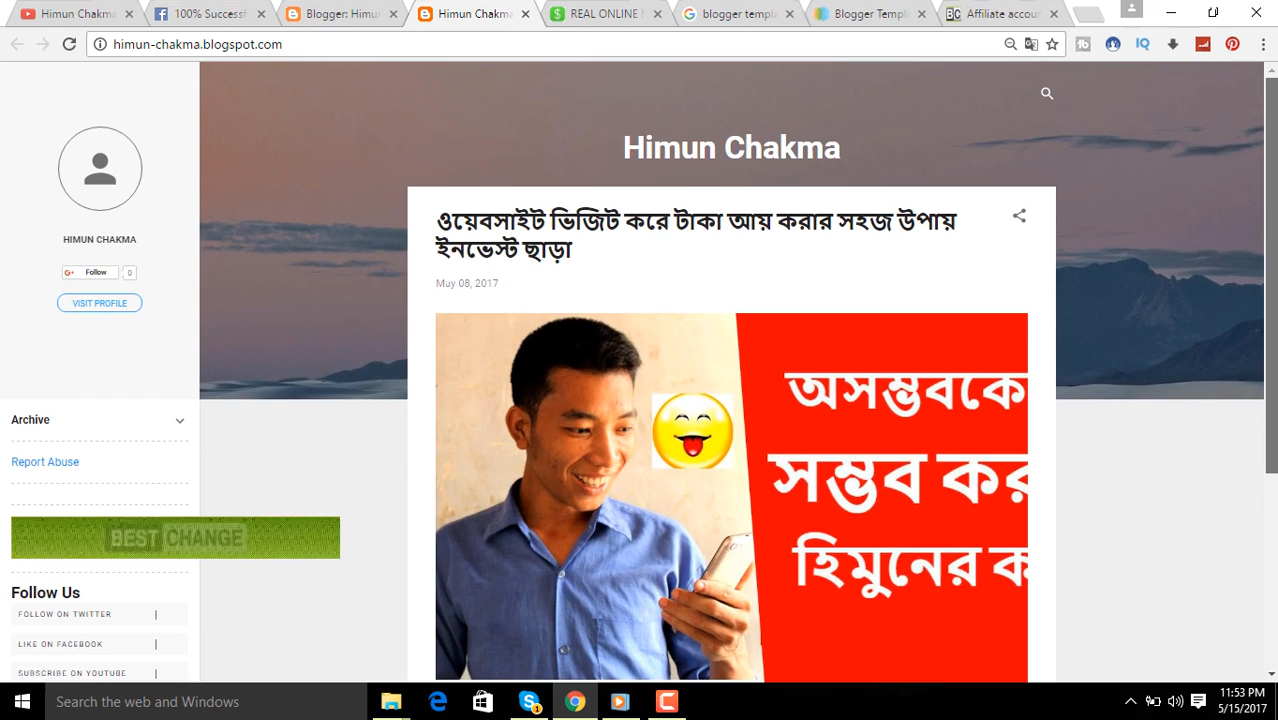 Himun Chakma
100% Successf
Blogger: Himun
Himun Chakma
REAL ONLINE
blogger templa
Blogger Templ
Affiliate accoun
himun-chakma.blogspot.com
Himun Chakma
HIMUN CHAKMA
G+ Follow 0
VISIT PROFILE
ওয়েবসাইট ভিজিট করে টাকা আয় করার সহজ উপায়
ইনভেস্ট ছাড়া
May 08, 2017
অসম্ভবকে
সম্ভব কর
হিমুনের ক
Archive
Report Abuse
BEST CHANGE
Follow Us
FOLLOW ON TWITTER
LIKE ON FACEBOOK
SUBSCRIBE ON YOUTUBE
Search the web and Windows
11:53 PM
5/15/2017